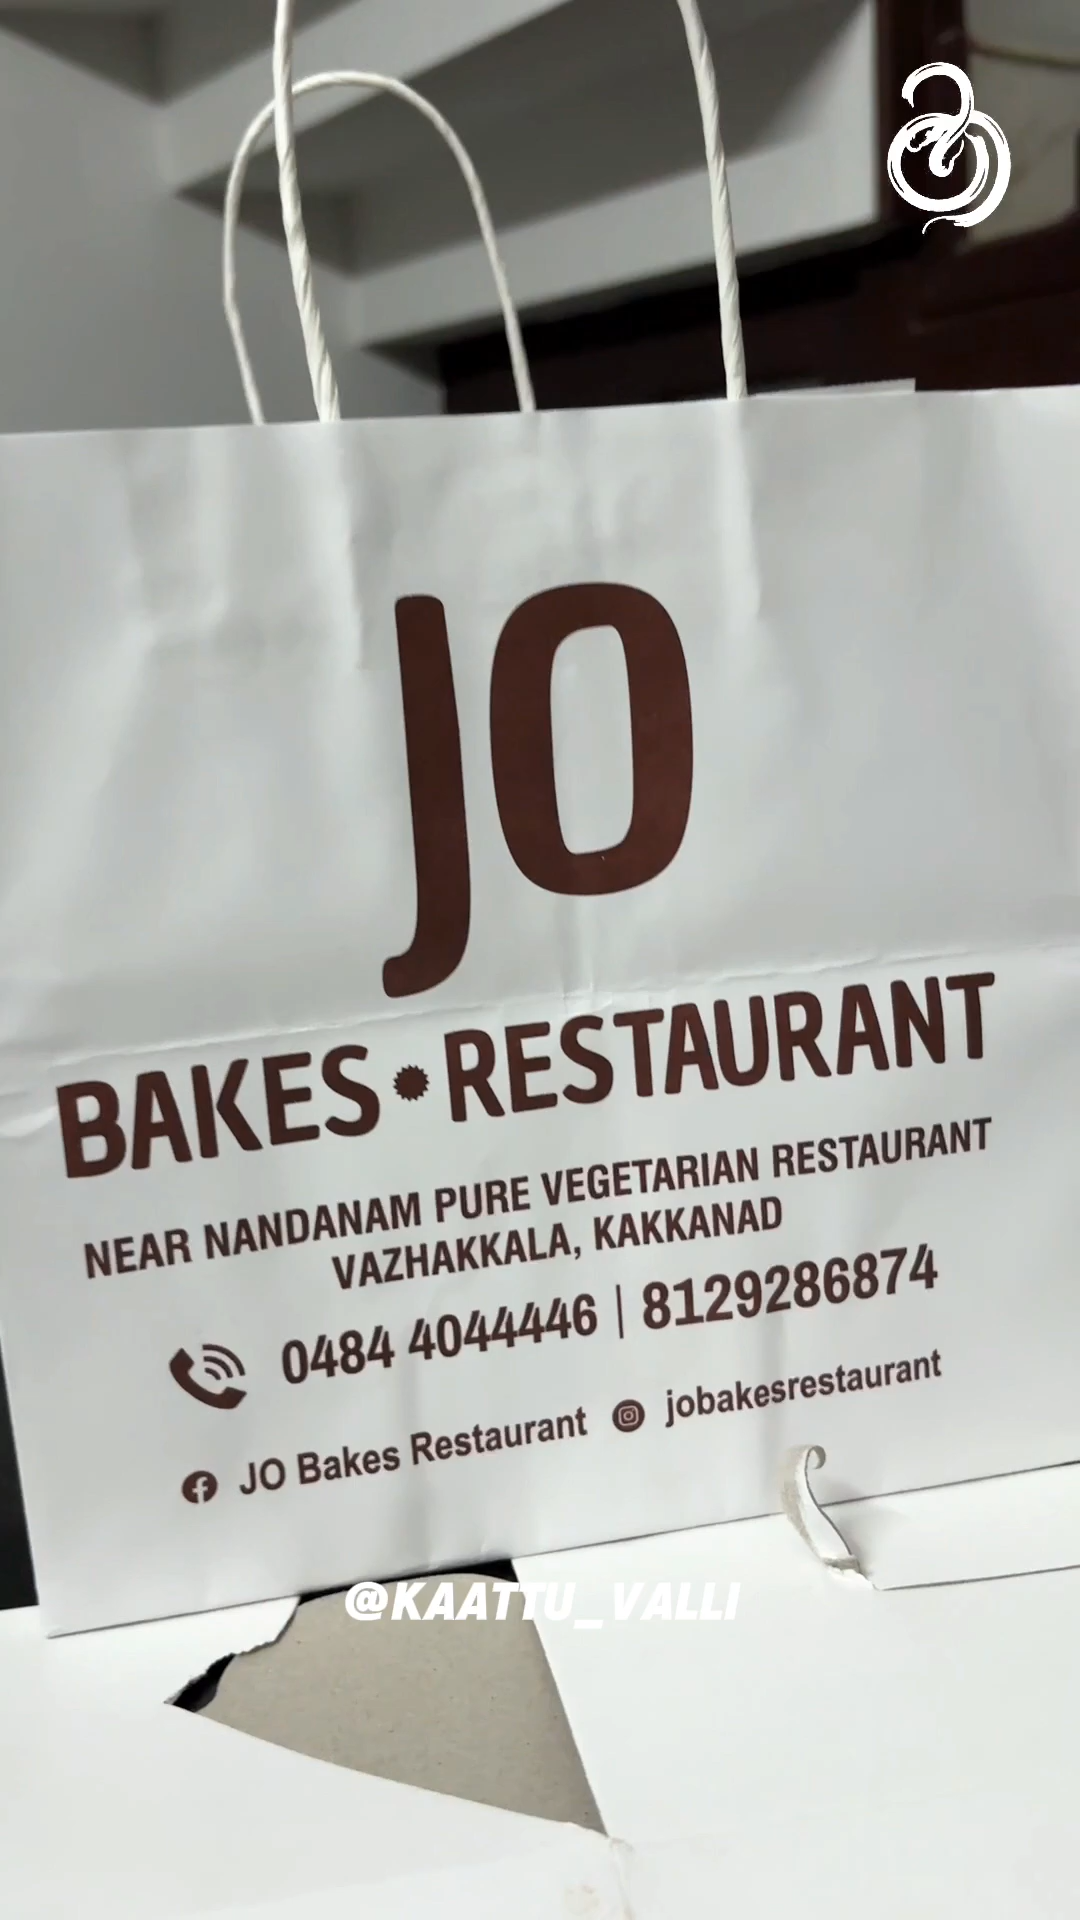 JO
BAKES • RESTAURANT
NEAR NANDANAM PURE VEGETARIAN RESTAURANT
VAZHAKKALA, KAKKANAD
0484 4044446 | 8129286874
JO Bakes Restaurant jobakesrestaurant
@KAATTU_VALLI